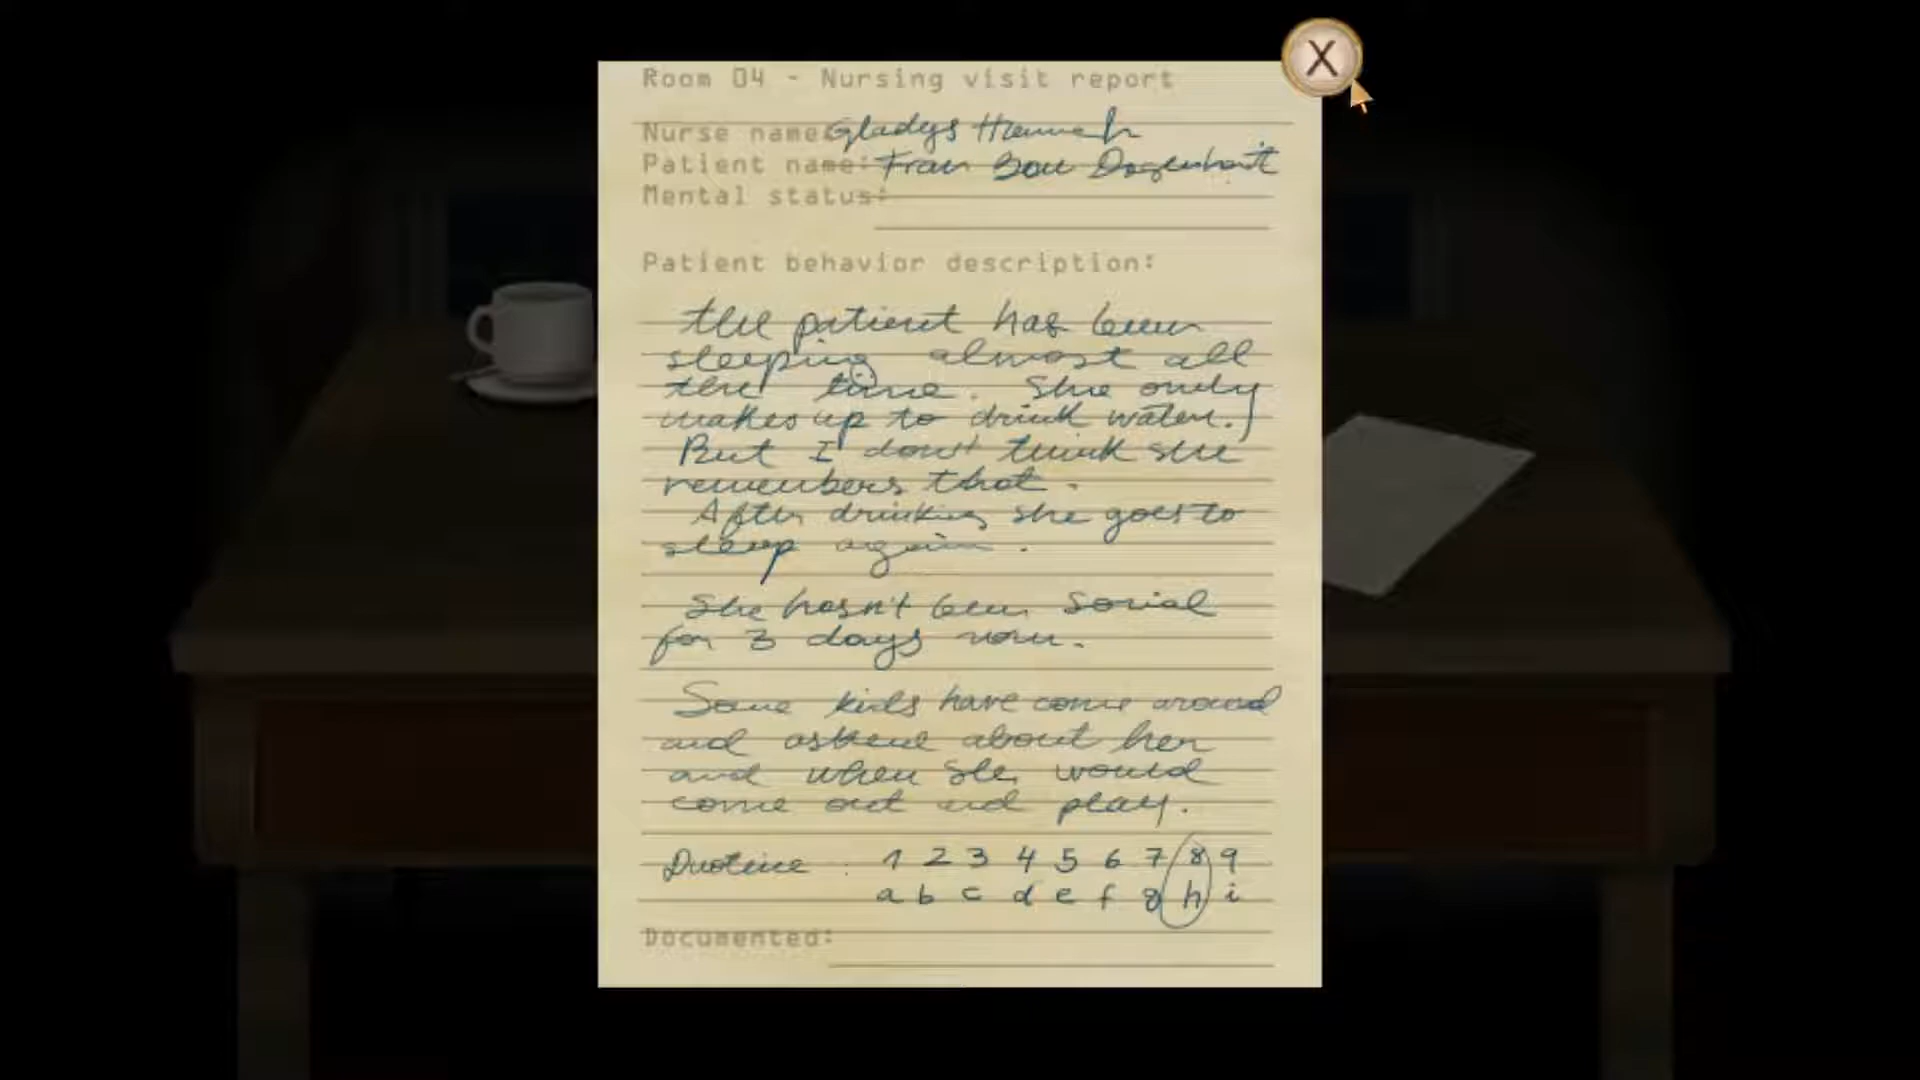 X
Room 04 - Nursing visit report
Nurse name: Gladys Hannah
Patient name: Frau
Mental status:
Patient behavior description:
the patient has been
sleeping almost all
the time. She only
wakes up to drink water.
But I don't think she
remembers that.
After drinking she goes to
sleep again.
She hasn't been social
for 3 days now.
Some kids have come around
and asked about her
and when she would
come out and play.
: 1 2 3 4 5 6 7 8 9
a b c d e f g h i
Documented: